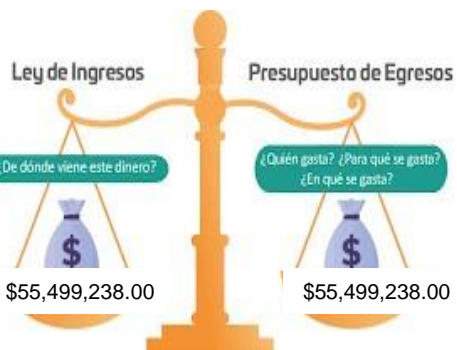 Ley de Ingresos
Presupuesto de Egresos
¿De dónde viene este dinero?
¿Quién gasta? ¿Para qué se gasta?
¿En qué se gasta?
$
$
$55,499,238.00
$55,499,238.00